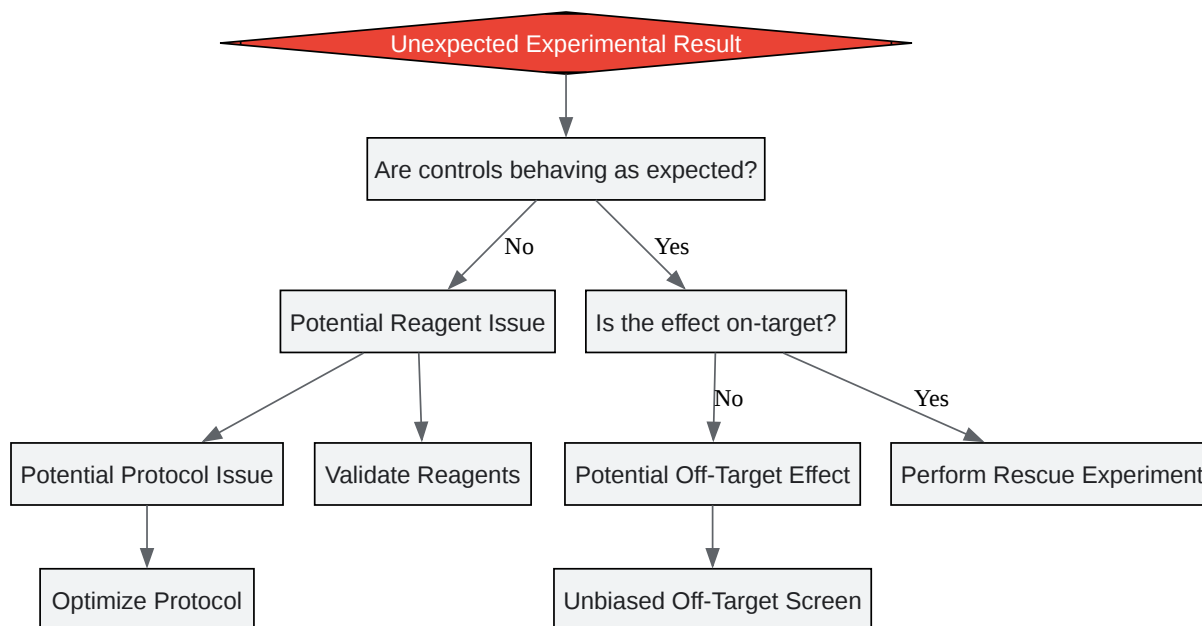 Unexpected Experimental Result
Are controls behaving as expected?
No
Yes
Potential Reagent Issue
Is the effect on-target?
No
Yes
Potential Protocol Issue
Validate Reagents
Potential Off-Target Effect
Perform Rescue Experiment
Optimize Protocol
Unbiased Off-Target Screen